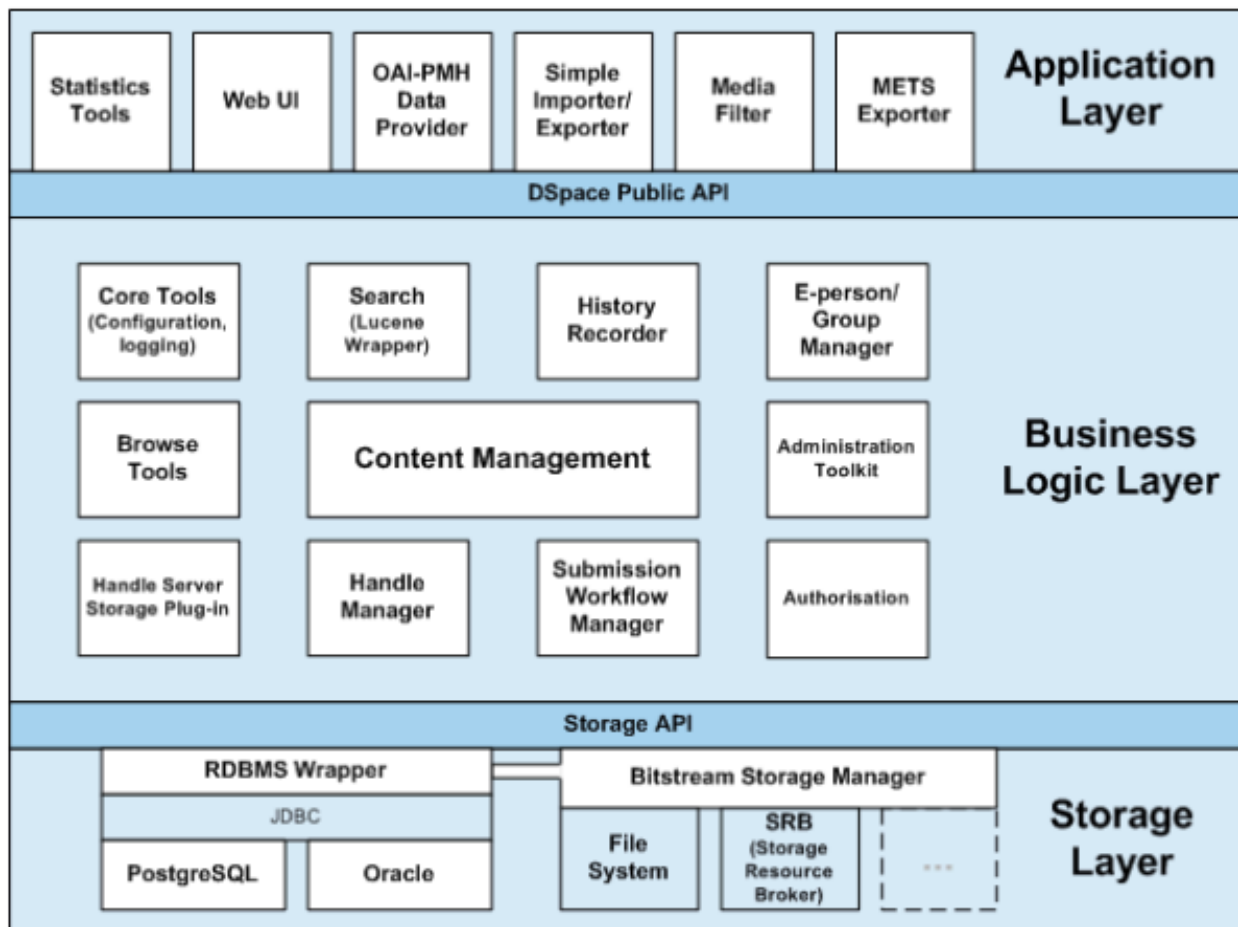 Statistics
Tools
Web UI
OAI-PMH
Data
Provider
Simple
Importer/
Exporter
Media
Filter
METS
Exporter
Application
Layer
DSpace Public API
Core Tools
(Configuration,
logging)
Search
(Lucene
Wrapper)
History
Recorder
E-person/
Group
Manager
Browse
Tools
Content Management
Administration
Toolkit
Business
Logic Layer
Handle Server
Storage Plug-in
Handle
Manager
Submission
Workflow
Manager
Authorisation
Storage API
RDBMS Wrapper
JDBC
PostgreSQL
Oracle
Bitstream Storage Manager
File
System
SRB
(Storage
Resource
Broker)
...
Storage
Layer